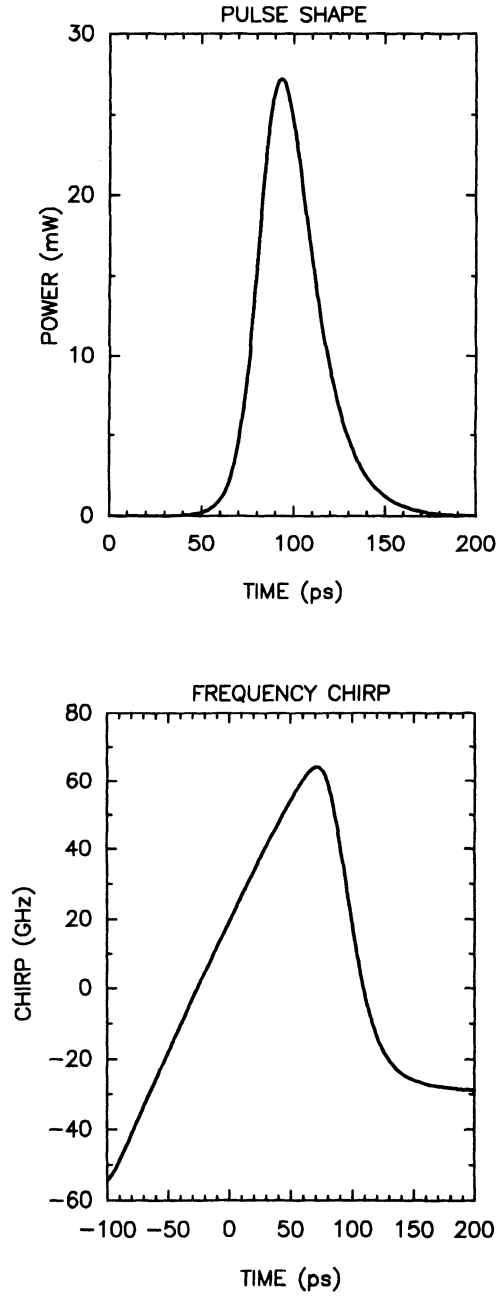 PULSE SHAPE
30
20
10
0
POWER (mW)
0 50 100 150 200
TIME (ps)
FREQUENCY CHIRP
80
60
40
20
0
−20
−40
−60
CHIRP (GHz)
−100 −50 0 50 100 150 200
TIME (ps)